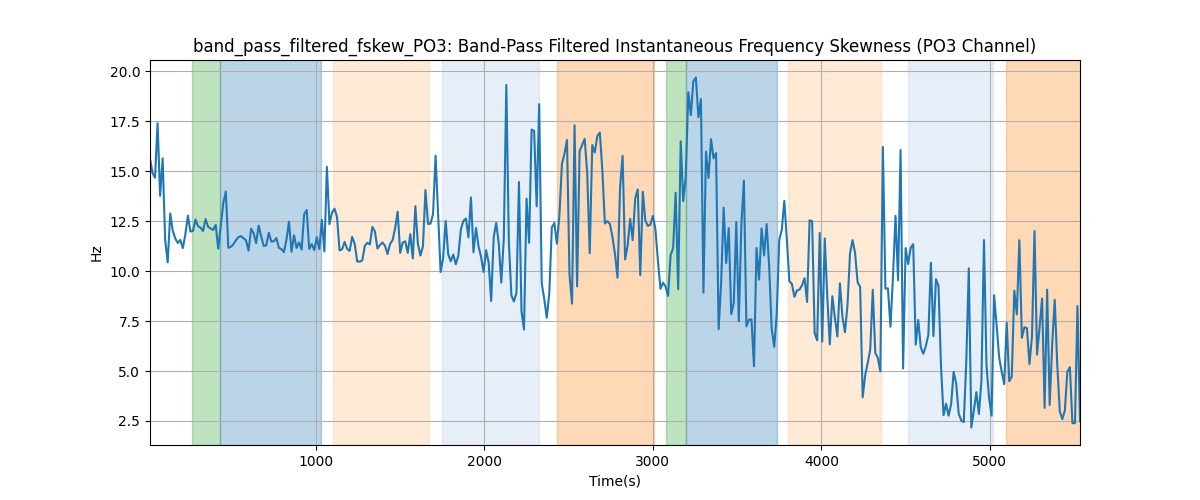 band_pass_filtered_fskew_PO3: Band-Pass Filtered Instantaneous Frequency Skewness (PO3 Channel)
20.0
17.5
15.0
12.5
10.0
7.5
5.0
2.5
Hz
1000 2000 3000 4000 5000
Time(s)